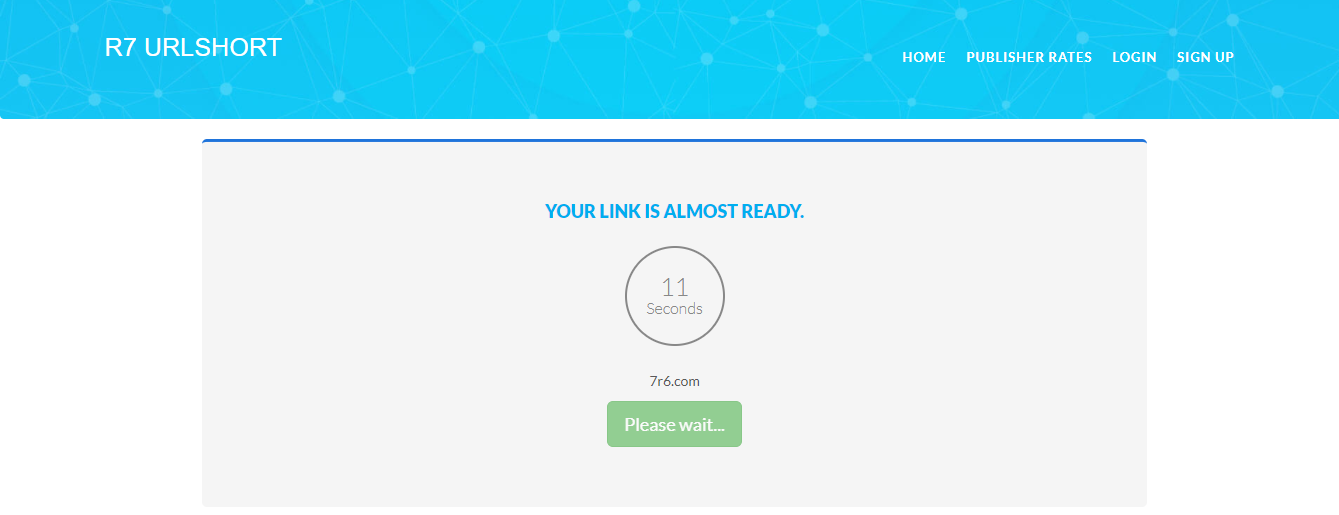 R7 URLSHORT
HOME PUBLISHER RATES LOGIN SIGN UP
YOUR LINK IS ALMOST READY.
11
Seconds
7r6.com
Please wait...